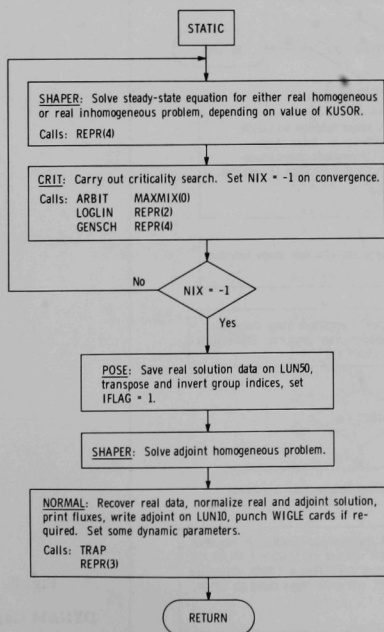 STATIC
SHAPER: Solve steady-state equation for either real homogeneous
or real inhomogeneous problem, depending on value of KUSOR.
Calls: REPR(4)
CRIT: Carry out criticality search. Set NIX = -1 on convergence.
Calls: ARBIT MAXMIX(0)
LOGLIN REPR(2)
GENSCH REPR(4)
No
NIX = -1
Yes
POSE: Save real solution data on LUN50,
transpose and invert group indices, set
IFLAG = 1.
SHAPER: Solve adjoint homogeneous problem.
NORMAL: Recover real data, normalize real and adjoint solution,
print fluxes, write adjoint on LUN10, punch WIGLE cards if re-
quired. Set some dynamic parameters.
Calls: TRAP
REPR(3)
RETURN